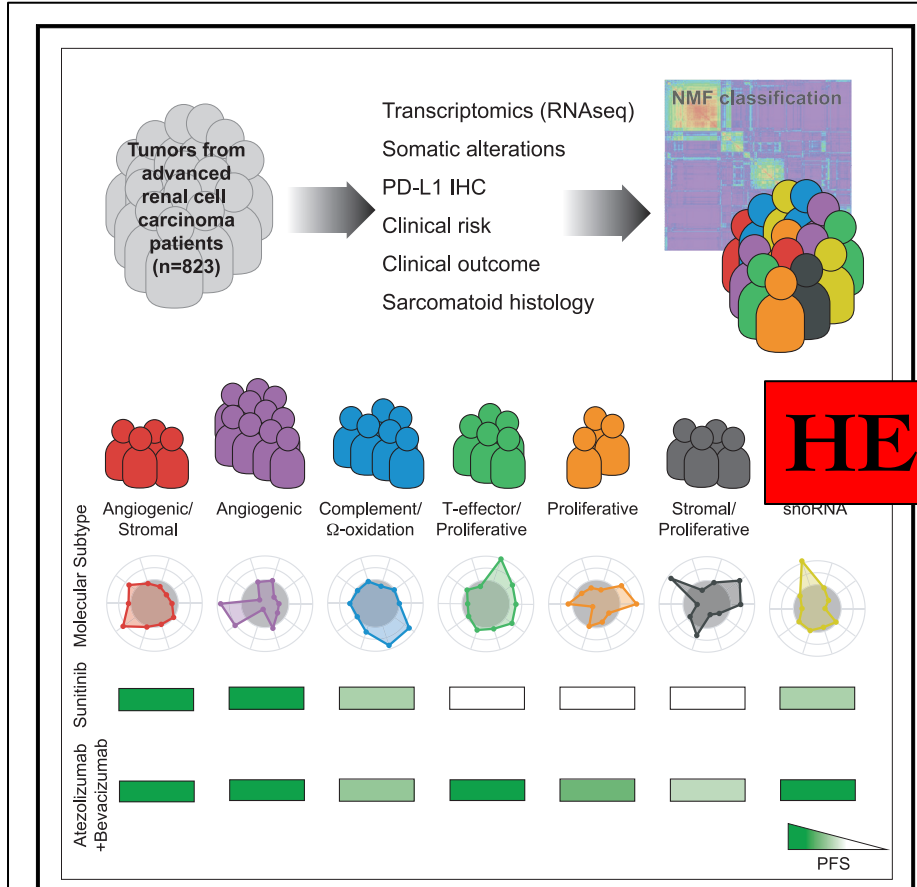 Tumors from
advanced
renal cell
carcinoma
patients
(n=823)
Transcriptomics (RNAseq)
Somatic alterations
PD-L1 IHC
Clinical risk
Clinical outcome
Sarcomatoid histology
NMF classification
HE
Angiogenic/
Stromal
Angiogenic
Complement/
Ω-oxidation
T-effector/
Proliferative
Proliferative
Stromal/
Proliferative
snoRNA
Molecular Subtype
Sunitinib
Atezolizumab
+Bevacizumab
PFS